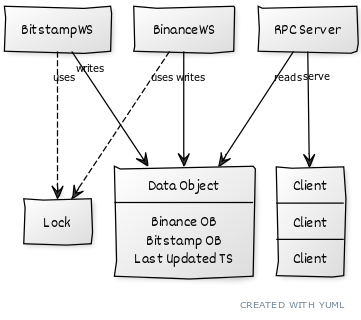 BitstampWS
BinanceWS
RPC Server
uses
writes
uses
writes
reads
serve
Lock
Data Object
Binance OB
Bitstamp OB
Last Updated TS
Client
Client
Client
CREATED WITH YUML